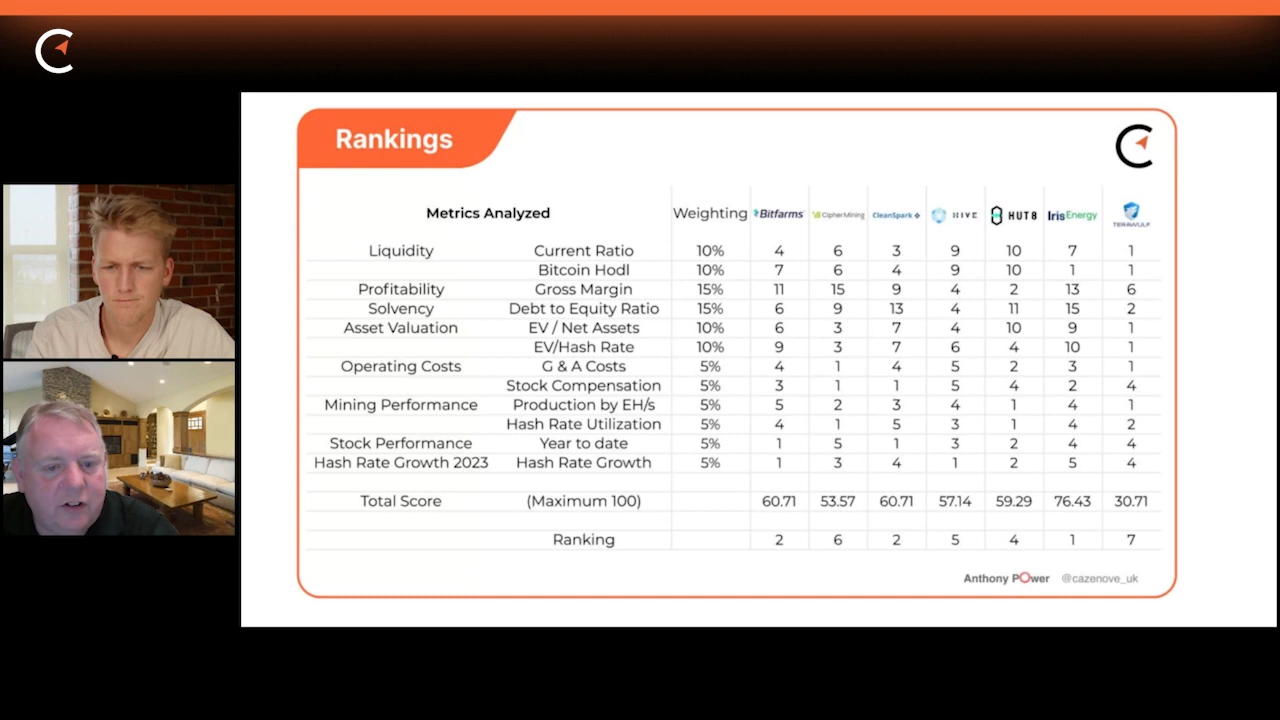 Rankings
Metrics Analyzed Weighting Bitfarms CipherMining CleanSpark HIVE HUT8 IrisEnergy TERAWULF
Liquidity Current Ratio 10% 4 6 3 9 10 7 1
Bitcoin Hodl 10% 7 6 4 9 10 1 1
Profitability Gross Margin 15% 11 15 9 4 2 13 6
Solvency Debt to Equity Ratio 15% 6 9 13 4 11 15 2
Asset Valuation EV / Net Assets 10% 6 3 7 4 10 9 1
EV/Hash Rate 10% 9 3 7 6 4 10 1
Operating Costs G & A Costs 5% 4 1 4 5 2 3 1
Stock Compensation 5% 3 1 1 5 4 2 4
Mining Performance Production by EH/s 5% 5 2 3 4 1 4 1
Hash Rate Utilization 5% 4 1 5 3 1 4 2
Stock Performance Year to date 5% 1 5 1 3 2 4 4
Hash Rate Growth 2023 Hash Rate Growth 5% 1 3 4 1 2 5 4
Total Score (Maximum 100) 60.71 53.57 60.71 57.14 59.29 76.43 30.71
Ranking 2 6 2 5 4 1 7
Anthony POwer @cazenove_uk